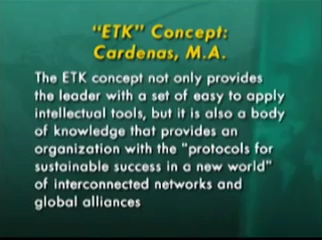 “ETK” Concept:
Cardenas, M.A.
The ETK concept not only provides
the leader with a set of easy to apply
intellectual tools, but it is also a body
of knowledge that provides an
organization with the "protocols for
sustainable success in a new world"
of interconnected networks and
global alliances